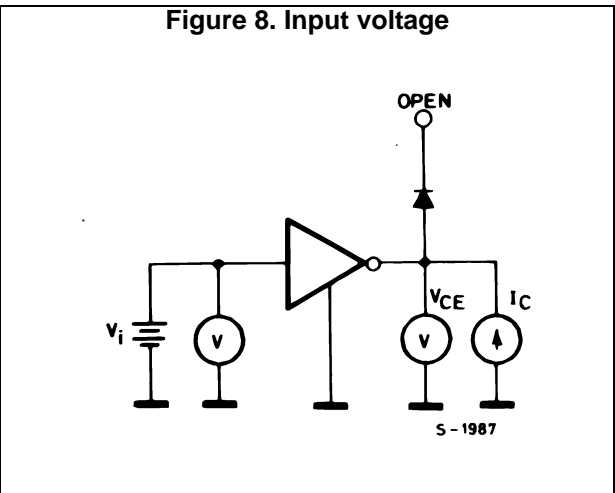 Figure 8. Input voltage
OPEN
Vi
V
VCE
V
IC
S-1987